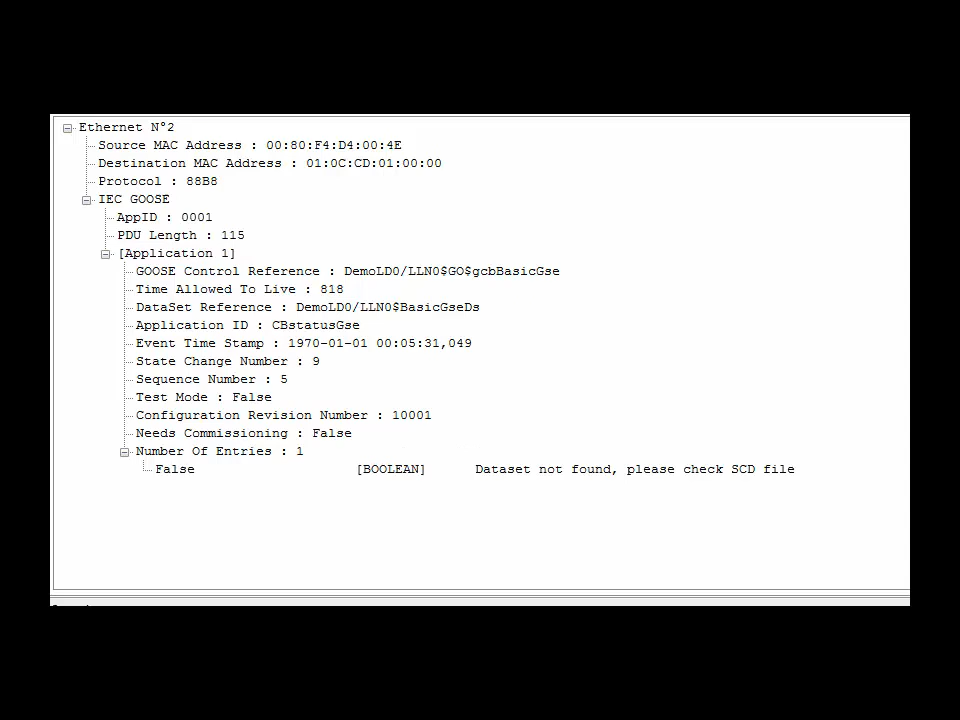 Ethernet N°2
Source MAC Address : 00:80:F4:D4:00:4E
Destination MAC Address : 01:0C:CD:01:00:00
Protocol : 88B8
IEC GOOSE
AppID : 0001
PDU Length : 115
[Application 1]
GOOSE Control Reference : DemoLD0/LLN0$GO$gcbBasicGse
Time Allowed To Live : 818
DataSet Reference : DemoLD0/LLN0$BasicGseDs
Application ID : CBstatusGse
Event Time Stamp : 1970-01-01 00:05:31,049
State Change Number : 9
Sequence Number : 5
Test Mode : False
Configuration Revision Number : 10001
Needs Commissioning : False
Number Of Entries : 1
False [BOOLEAN] Dataset not found, please check SCD file